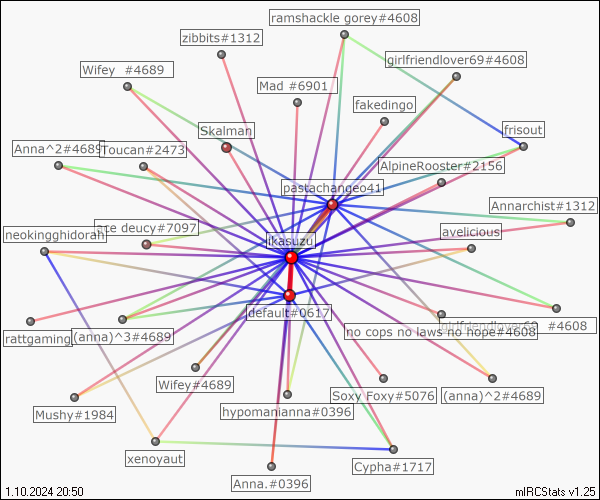 ramshackle gorey#4608
zibbits#1312
girlfriendlover69#4608
Wifey #4689
Mad #6901
fakedingo
Skalman
frisout
Anna^2#4689
Toucan#2473
AlpineRooster#2156
pastachangeo41
Annarchist#1312
ace deucy#7097
avelicious
neokingghidorah
ikasuzu
default#0617
girlfriendlover69 #4608
no cops no laws no hope#4608
rattgaming
(anna)^3#4689
Wifey#4689
Soxy Foxy#5076
(anna)^2#4689
Mushy#1984
hypomanianna#0396
xenoyaut
Cypha#1717
Anna.#0396
1.10.2024 20:50
mIRCStats v1.25